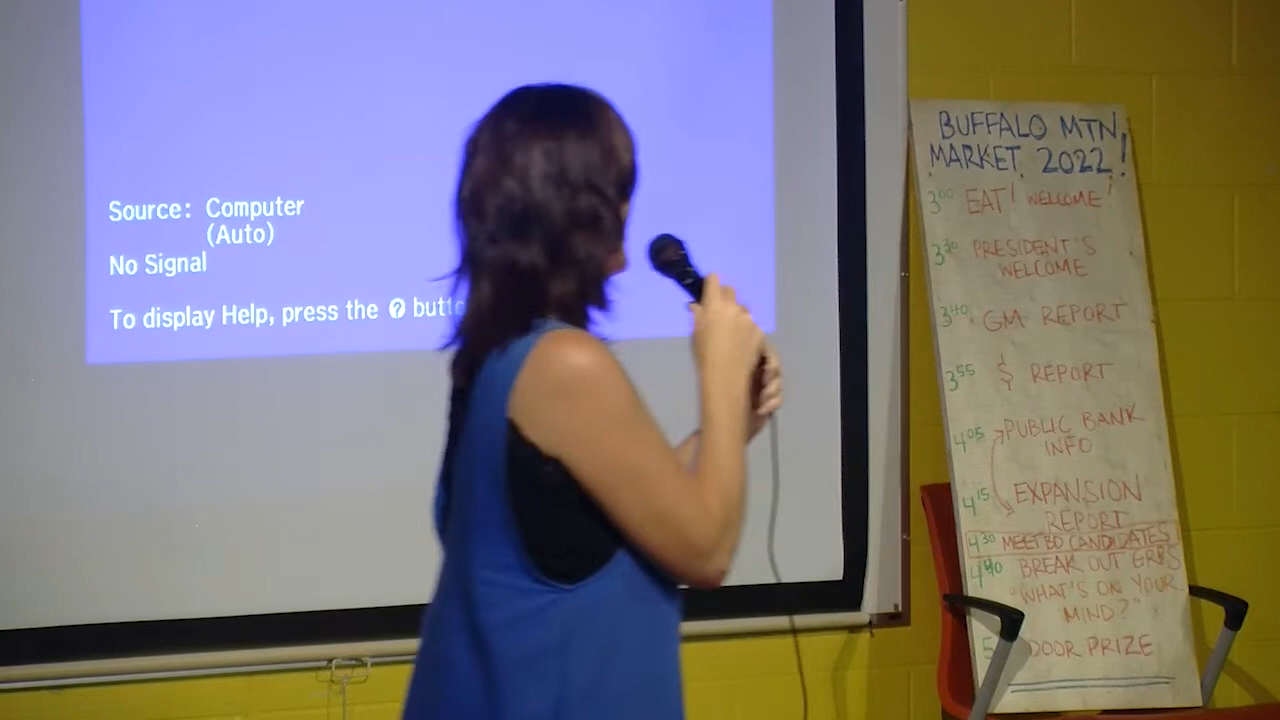 Source: Computer
(Auto)
No Signal
To display Help, press the ? butto
BUFFALO MTN
MARKET 2022!
3:00 EAT! WELCOME!
3:30 PRESIDENT'S
WELCOME
3:40 GM REPORT
3:55 $ REPORT
4:05 PUBLIC BANK
INFO
4:15 EXPANSION
REPORT
4:30 MEET BD CANDIDATES
4:40 BREAK OUT GRPS
"WHAT'S ON YOUR
MIND?"
5 DOOR PRIZE